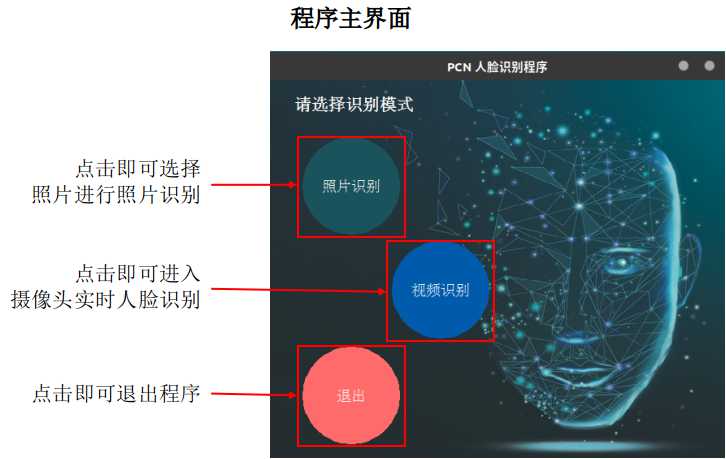 程序主界面
PCN 人脸识别程序
请选择识别模式
点击即可选择
照片进行照片识别
照片识别
点击即可进入
摄像头实时人脸识别
视频识别
点击即可退出程序
退出